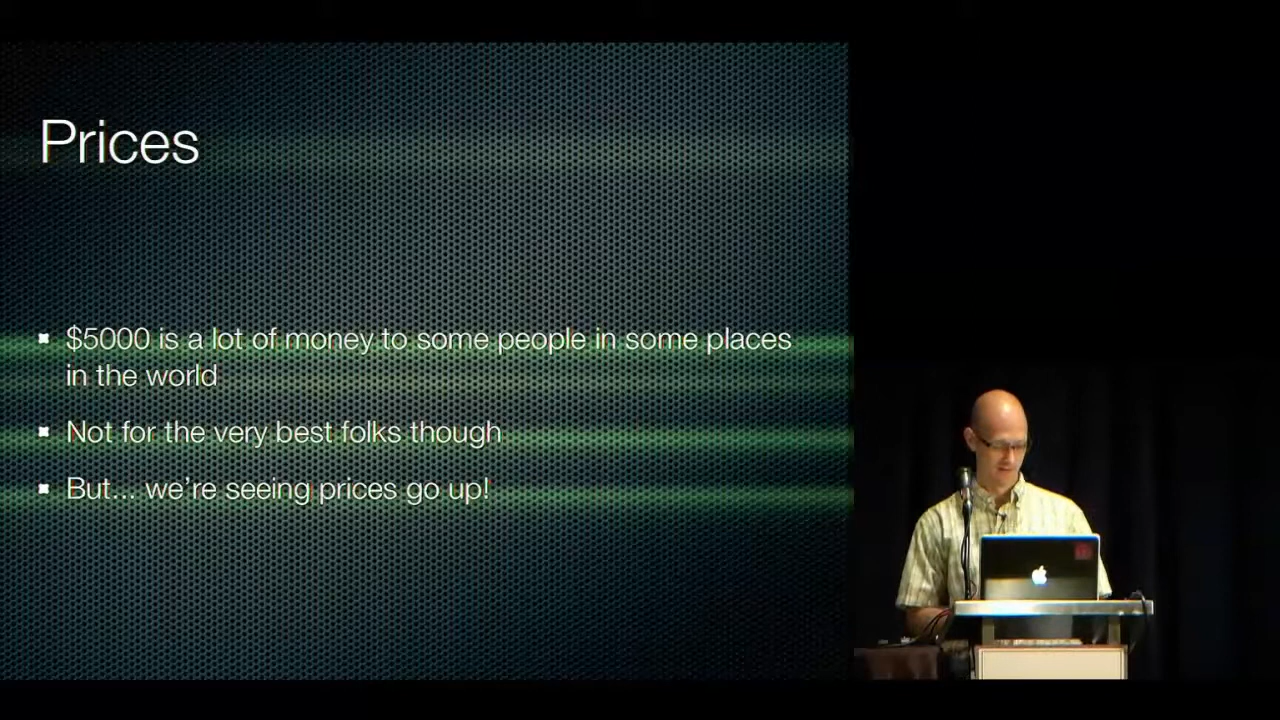 Prices
$5000 is a lot of money to some people in some places
in the world
Not for the very best folks though
But... we're seeing prices go up!